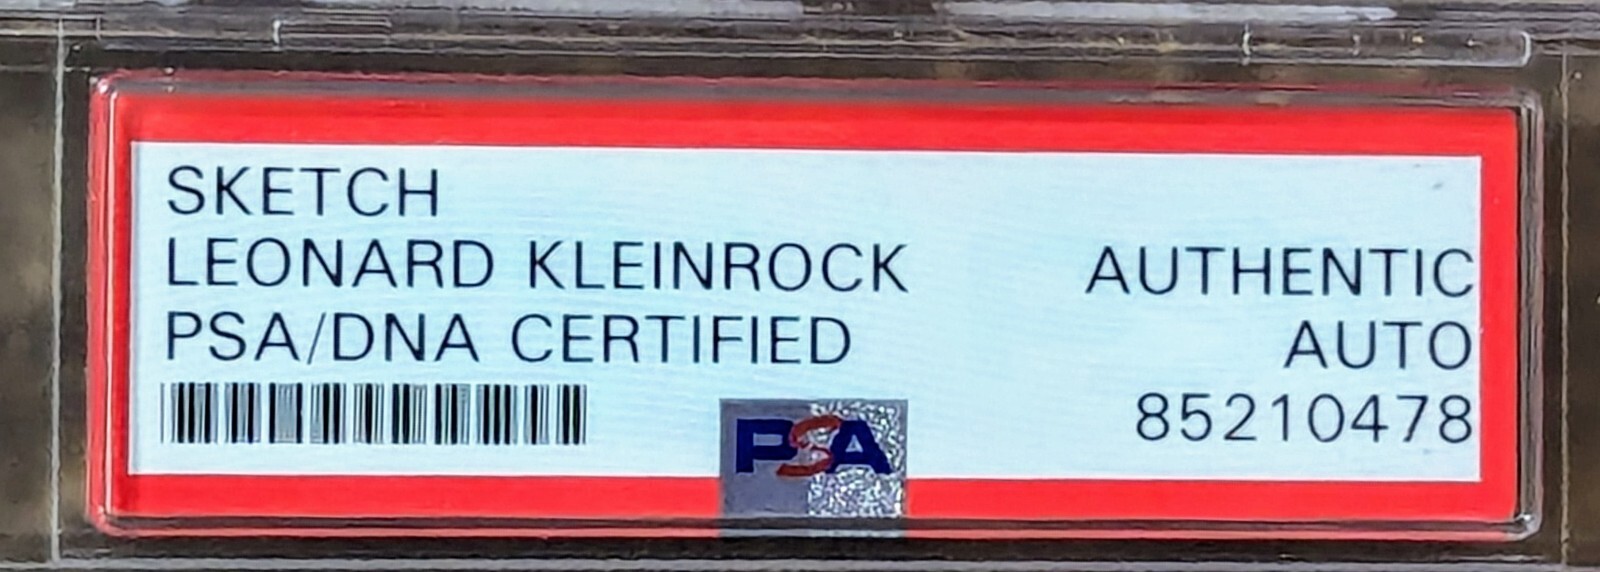 SKETCH
LEONARD KLEINROCK AUTHENTIC
PSA/DNA CERTIFIED AUTO
85210478
PSA